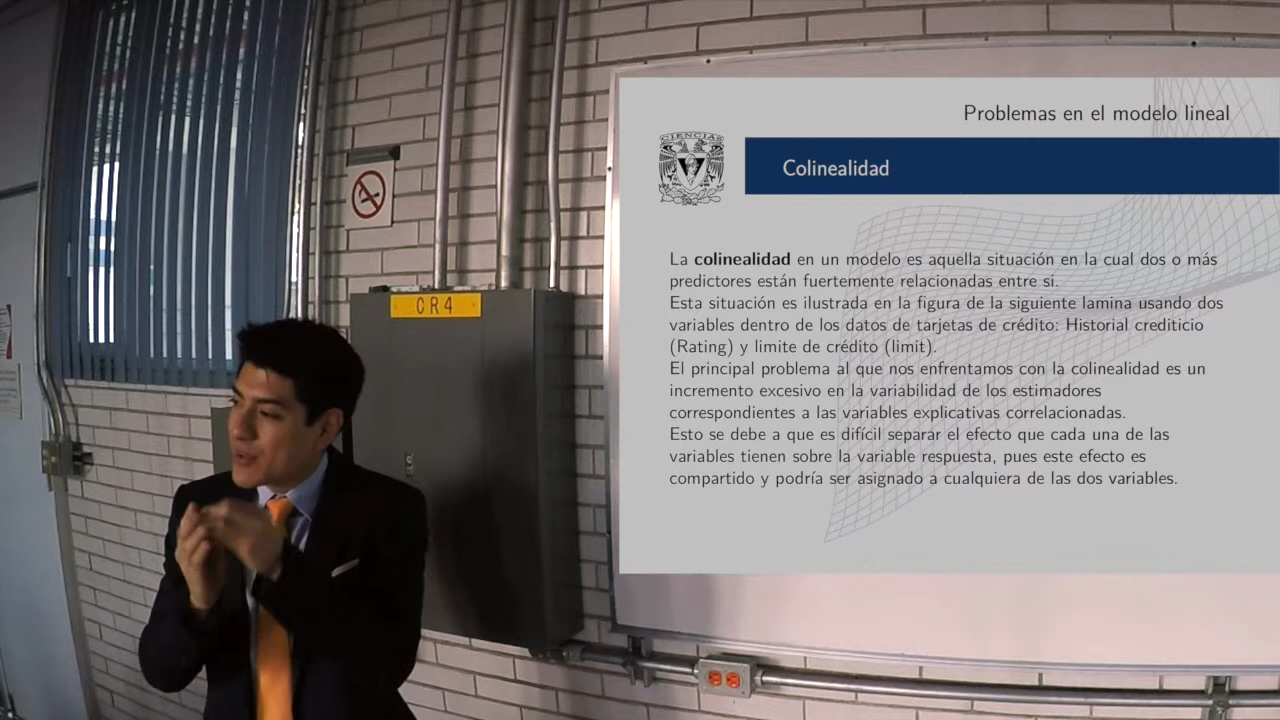 Problemas en el modelo lineal
CIENCIAS
Colinealidad
La colinealidad en un modelo es aquella situación en la cual dos o más
predictores están fuertemente relacionadas entre si.
Esta situación es ilustrada en la figura de la siguiente lamina usando dos
variables dentro de los datos de tarjetas de crédito: Historial crediticio
(Rating) y limite de crédito (limit).
El principal problema al que nos enfrentamos con la colinealidad es un
incremento excesivo en la variabilidad de los estimadores
correspondientes a las variables explicativas correlacionadas.
Esto se debe a que es difícil separar el efecto que cada una de las
variables tienen sobre la variable respuesta, pues este efecto es
compartido y podría ser asignado a cualquiera de las dos variables.
CR4